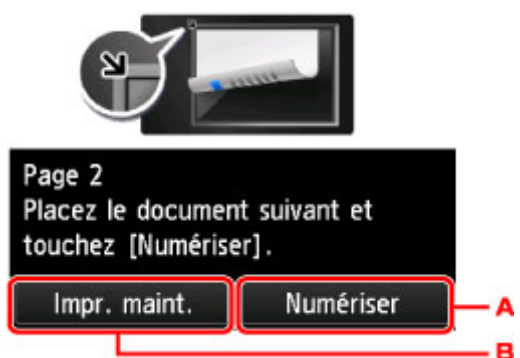 Page 2
Placez le document suivant et
touchez [Numériser].
Impr. maint.
Numériser
A
B